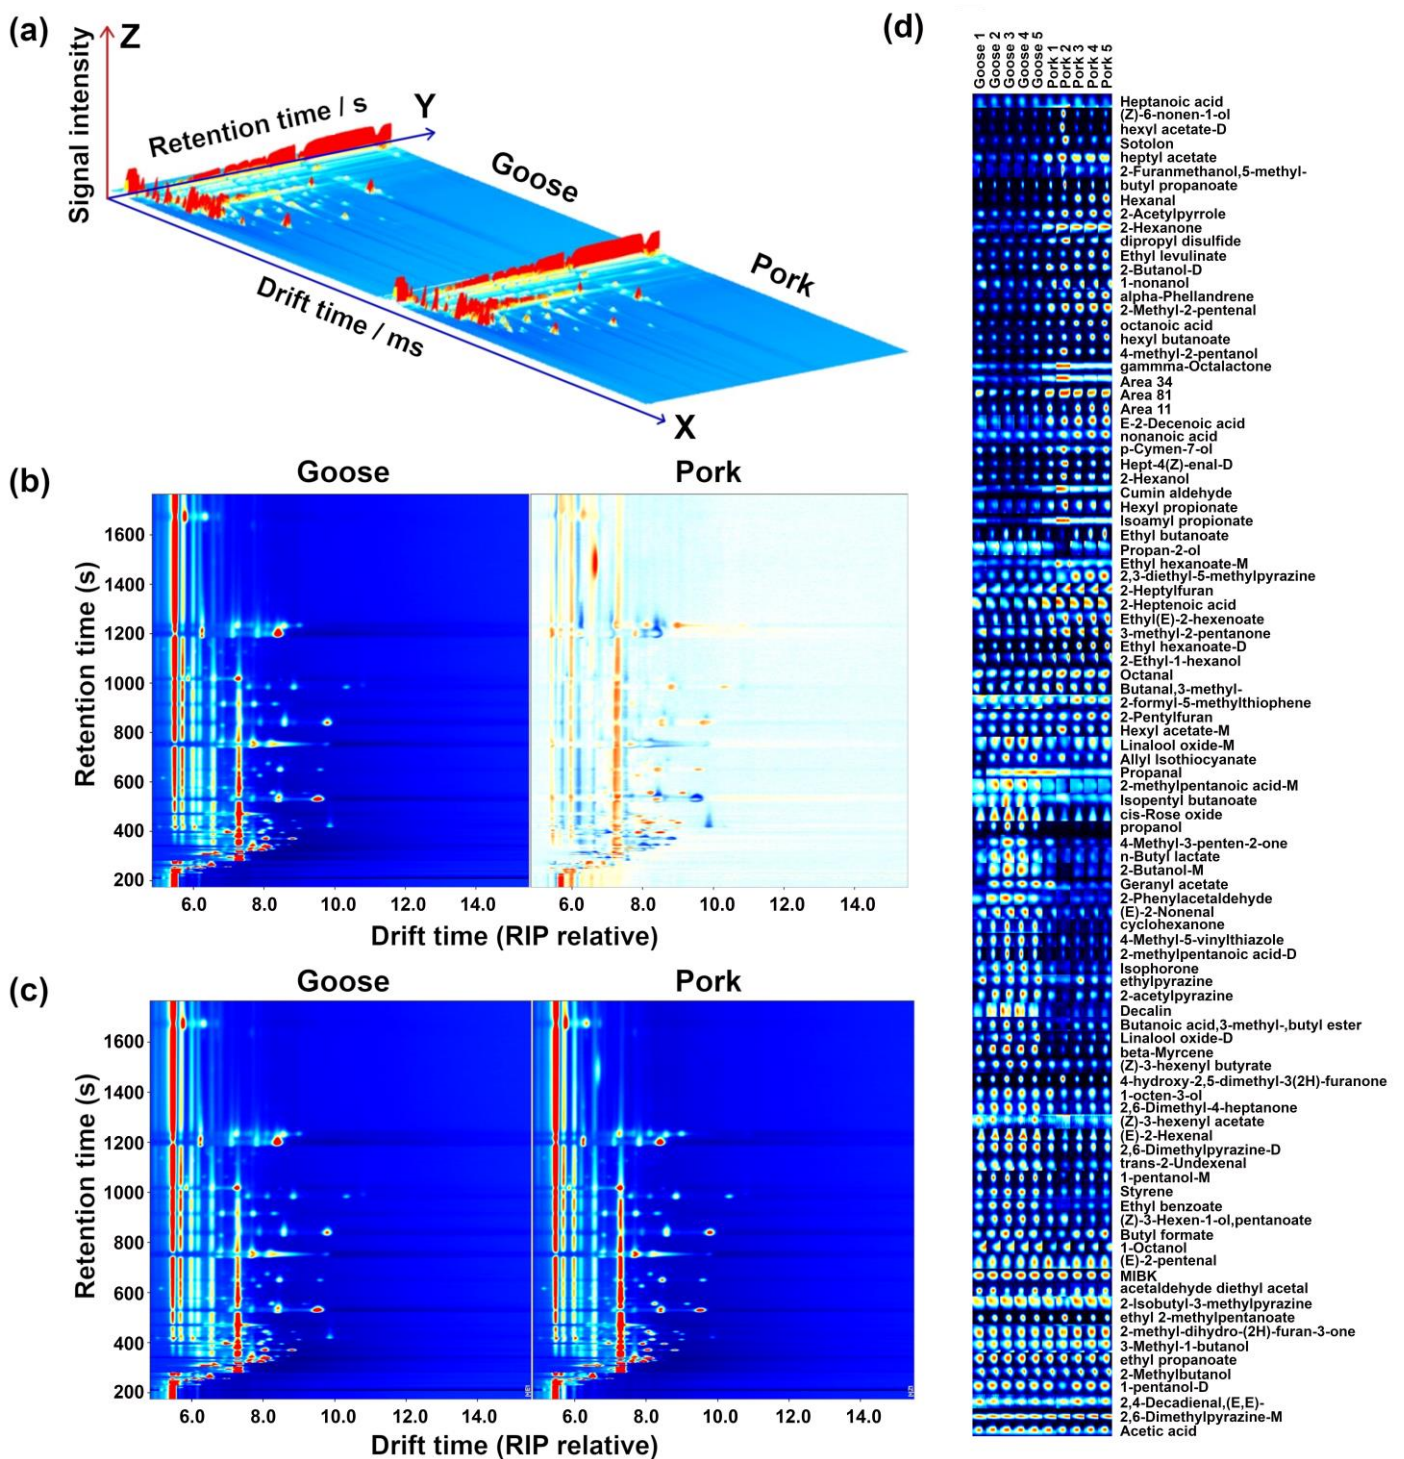 (a)
Z
Signal intensity
Retention time / s
Y
Goose
Pork
Drift time / ms
X
(b)
Goose
Pork
Retention time (s)
1600
1400
1200
1000
800
600
400
200
6.0
8.0
10.0
12.0
14.0
6.0
8.0
10.0
12.0
14.0
Drift time (RIP relative)
(c)
Goose
Pork
Retention time (s)
1600
1400
1200
1000
800
600
400
200
6.0
8.0
10.0
12.0
14.0
6.0
8.0
10.0
12.0
14.0
Drift time (RIP relative)
(d)
Goose 1
Goose 2
Goose 3
Goose 4
Goose 5
Pork 1
Pork 2
Pork 3
Pork 4
Pork 5
Heptanoic acid
(Z)-6-nonen-1-ol
hexyl acetate-D
Sotolon
heptyl acetate
2-Furanmethanol,5-methyl-
butyl propanoate
Hexanal
2-Acetylpyrrole
2-Hexanone
dipropyl disulfide
Ethyl levulinate
2-Butanol-D
1-nonanol
alpha-Phellandrene
2-Methyl-2-pentenal
octanoic acid
hexyl butanoate
4-methyl-2-pentanol
gammma-Octalactone
Area 34
Area 81
Area 11
E-2-Decenoic acid
nonanoic acid
p-Cymen-7-ol
Hept-4(Z)-enal-D
2-Hexanol
Cumin aldehyde
Hexyl propionate
Isoamyl propionate
Ethyl butanoate
Propan-2-ol
Ethyl hexanoate-M
2,3-diethyl-5-methylpyrazine
2-Heptylfuran
2-Heptenoic acid
Ethyl(E)-2-hexenoate
3-methyl-2-pentanone
Ethyl hexanoate-D
2-Ethyl-1-hexanol
Octanal
Butanal,3-methyl-
2-formyl-5-methylthiophene
2-Pentylfuran
Hexyl acetate-M
Linalool oxide-M
Allyl Isothiocyanate
Propanal
2-methylpentanoic acid-M
Isopentyl butanoate
cis-Rose oxide
propanol
4-Methyl-3-penten-2-one
n-Butyl lactate
2-Butanol-M
Geranyl acetate
2-Phenylacetaldehyde
(E)-2-Nonenal
cyclohexanone
4-Methyl-5-vinylthiazole
2-methylpentanoic acid-D
Isophorone
ethylpyrazine
2-acetylpyrazine
Decalin
Butanoic acid,3-methyl-,butyl ester
Linalool oxide-D
beta-Myrcene
(Z)-3-hexenyl butyrate
4-hydroxy-2,5-dimethyl-3(2H)-furanone
1-octen-3-ol
2,6-Dimethyl-4-heptanone
(Z)-3-hexenyl acetate
(E)-2-Hexenal
2,6-Dimethylpyrazine-D
trans-2-Undexenal
1-pentanol-M
Styrene
Ethyl benzoate
(Z)-3-Hexen-1-ol,pentanoate
Butyl formate
1-Octanol
(E)-2-pentenal
MIBK
acetaldehyde diethyl acetal
2-Isobutyl-3-methylpyrazine
ethyl 2-methylpentanoate
2-methyl-dihydro-(2H)-furan-3-one
3-Methyl-1-butanol
ethyl propanoate
2-Methylbutanol
1-pentanol-D
2,4-Decadienal,(E,E)-
2,6-Dimethylpyrazine-M
Acetic acid